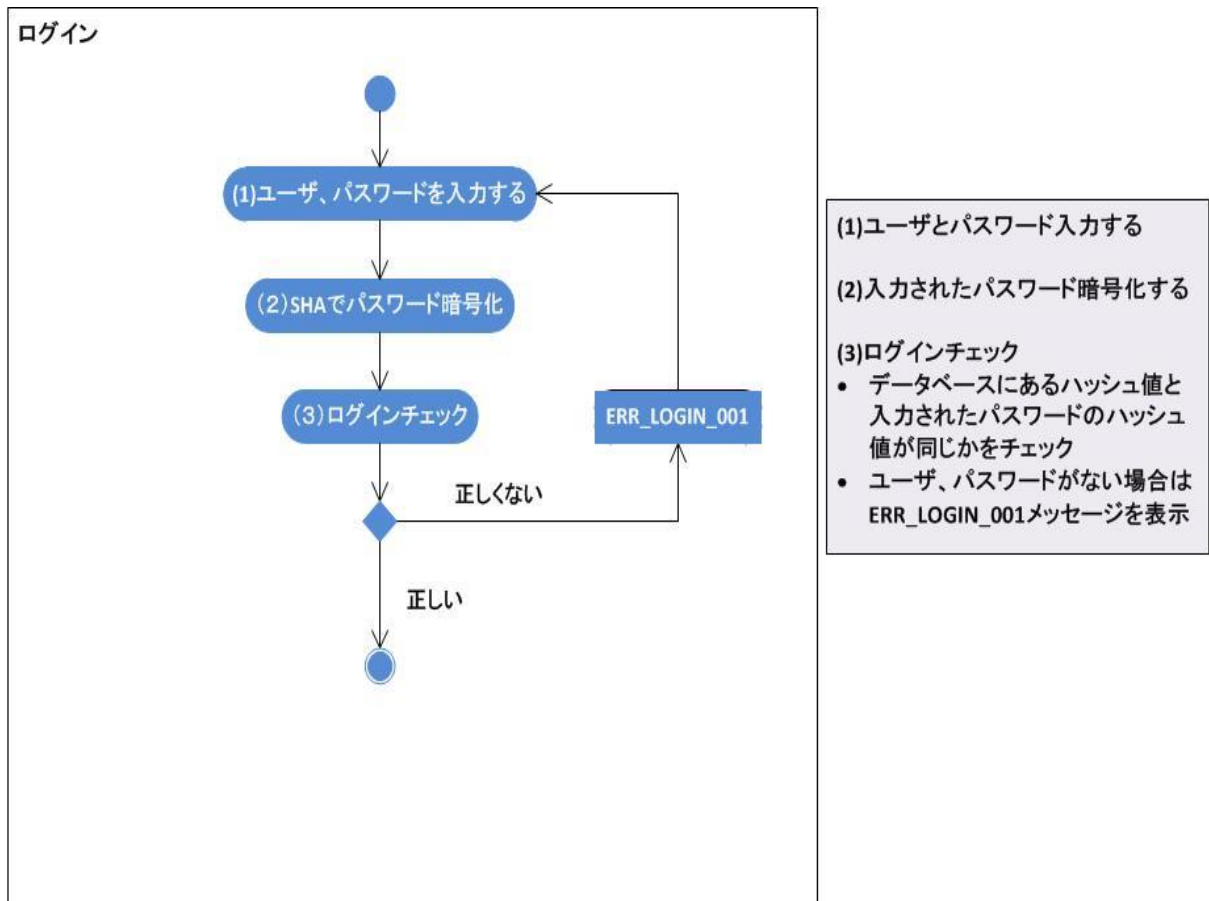 ログイン
(1)ユーザ、パスワードを入力する
(２)SHAでパスワード暗号化
(３)ログインチェック
ERR_LOGIN_001
正しくない
正しい
(1)ユーザとパスワード入力する
(2)入力されたパスワード暗号化する
(3)ログインチェック
• データベースにあるハッシュ値と
入力されたパスワードのハッシュ
値が同じかをチェック
• ユーザ、パスワードがない場合は
ERR_LOGIN_001メッセージを表示